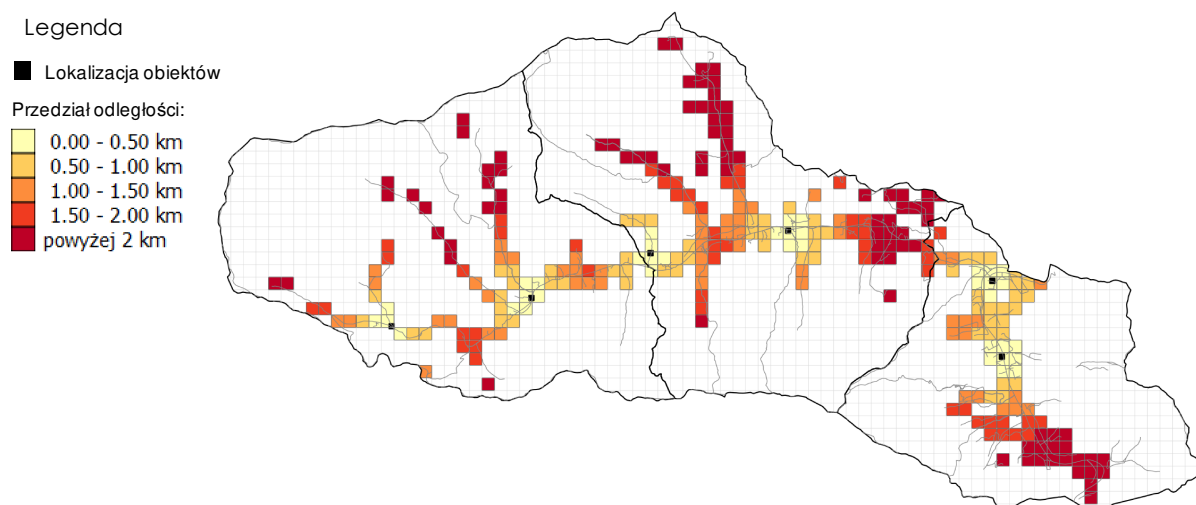 Legenda
Lokalizacja obiektów
Przedział odległości:
0.00 - 0.50 km
0.50 - 1.00 km
1.00 - 1.50 km
1.50 - 2.00 km
powyżej 2 km